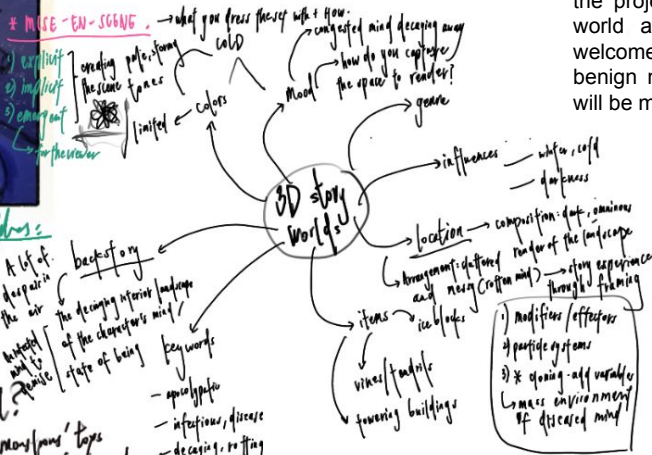 * MISE-EN-SCENE. → what you dress the set with + how.
1) explicit
2) implicit
3) emergent
↳ for the viewer
creating pale, stormy
the scene tones
COLD
limited ← colors
mood
→ congested mind decaying away
→ how do you capture
the space to render?
genre
the proj
world a
welcome
benign m
will be m
3D story
worlds
→ influences
winter, cold
darkness
→ location → composition: dark, ominous
render of the landscape
↳ Arrangement: cluttered
and messy (rotten mind) → story experience
through framing
→ items → ice blocks
vines/tendrils
towering buildings
1) modifiers/effectors
2) particle systems
3) * cloning - add variables
↳ mass environment
of diseased mind
backstory
A lot of
despair in
the air
the decaying interior landscape
of the character's mind/
state of being
keywords
- apocalyptic
- infectious, disease
- decaying, rotting
toys